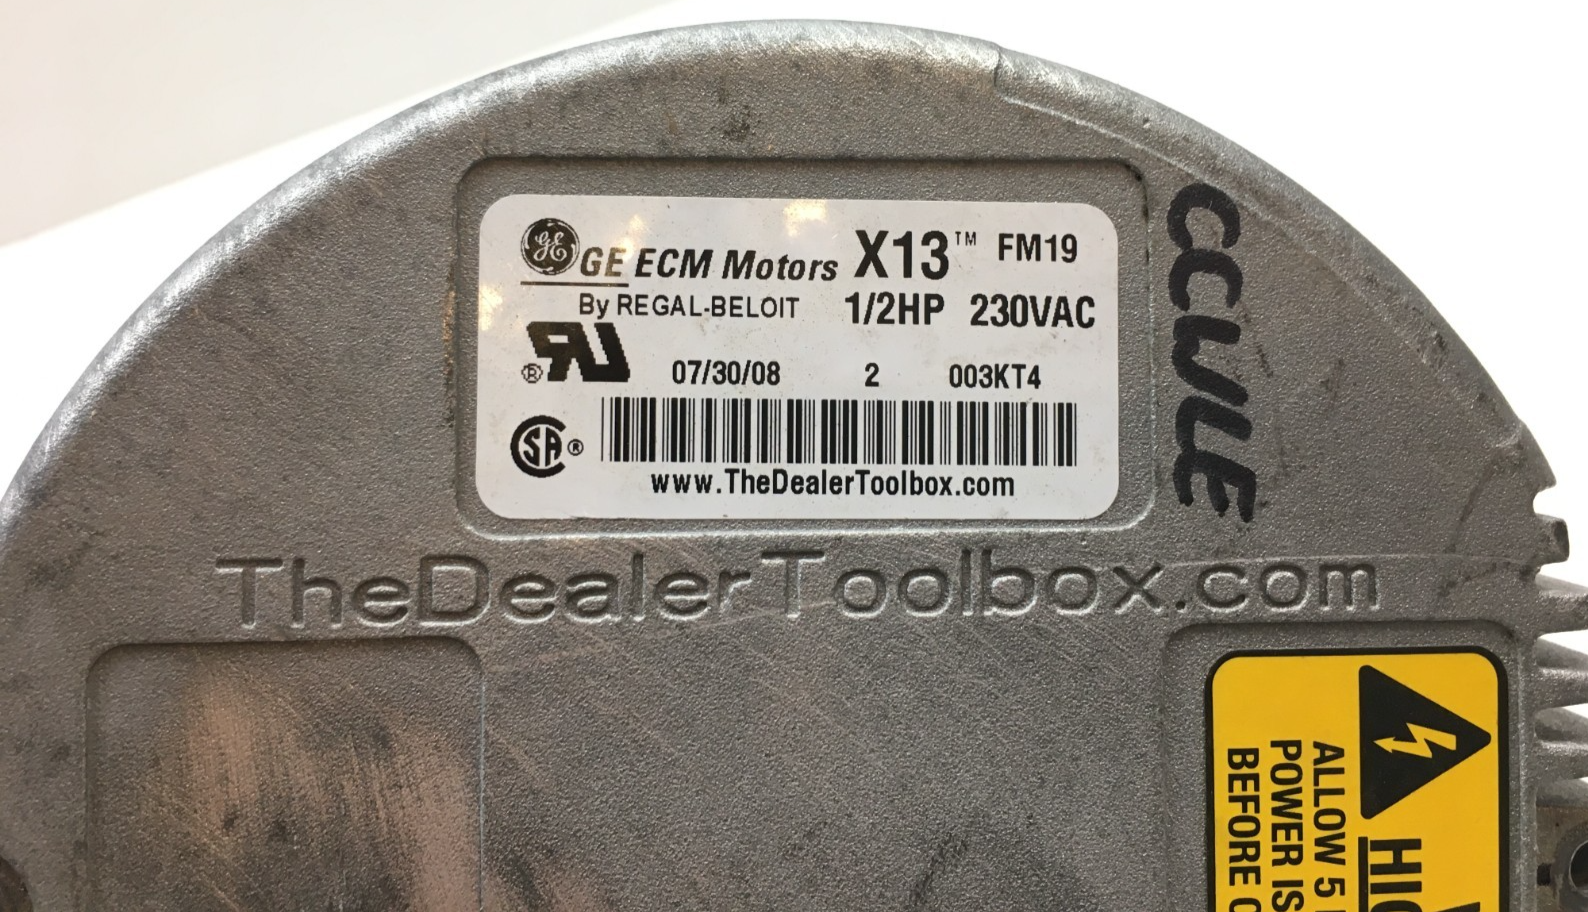 GE ECM Motors X13™ FM19
By REGAL-BELOIT 1/2HP 230VAC
07/30/08 2 003KT4
www.TheDealerToolbox.com
CCWLE
TheDealerToolbox.com
ALLOW 5
POWER IS
BEFORE